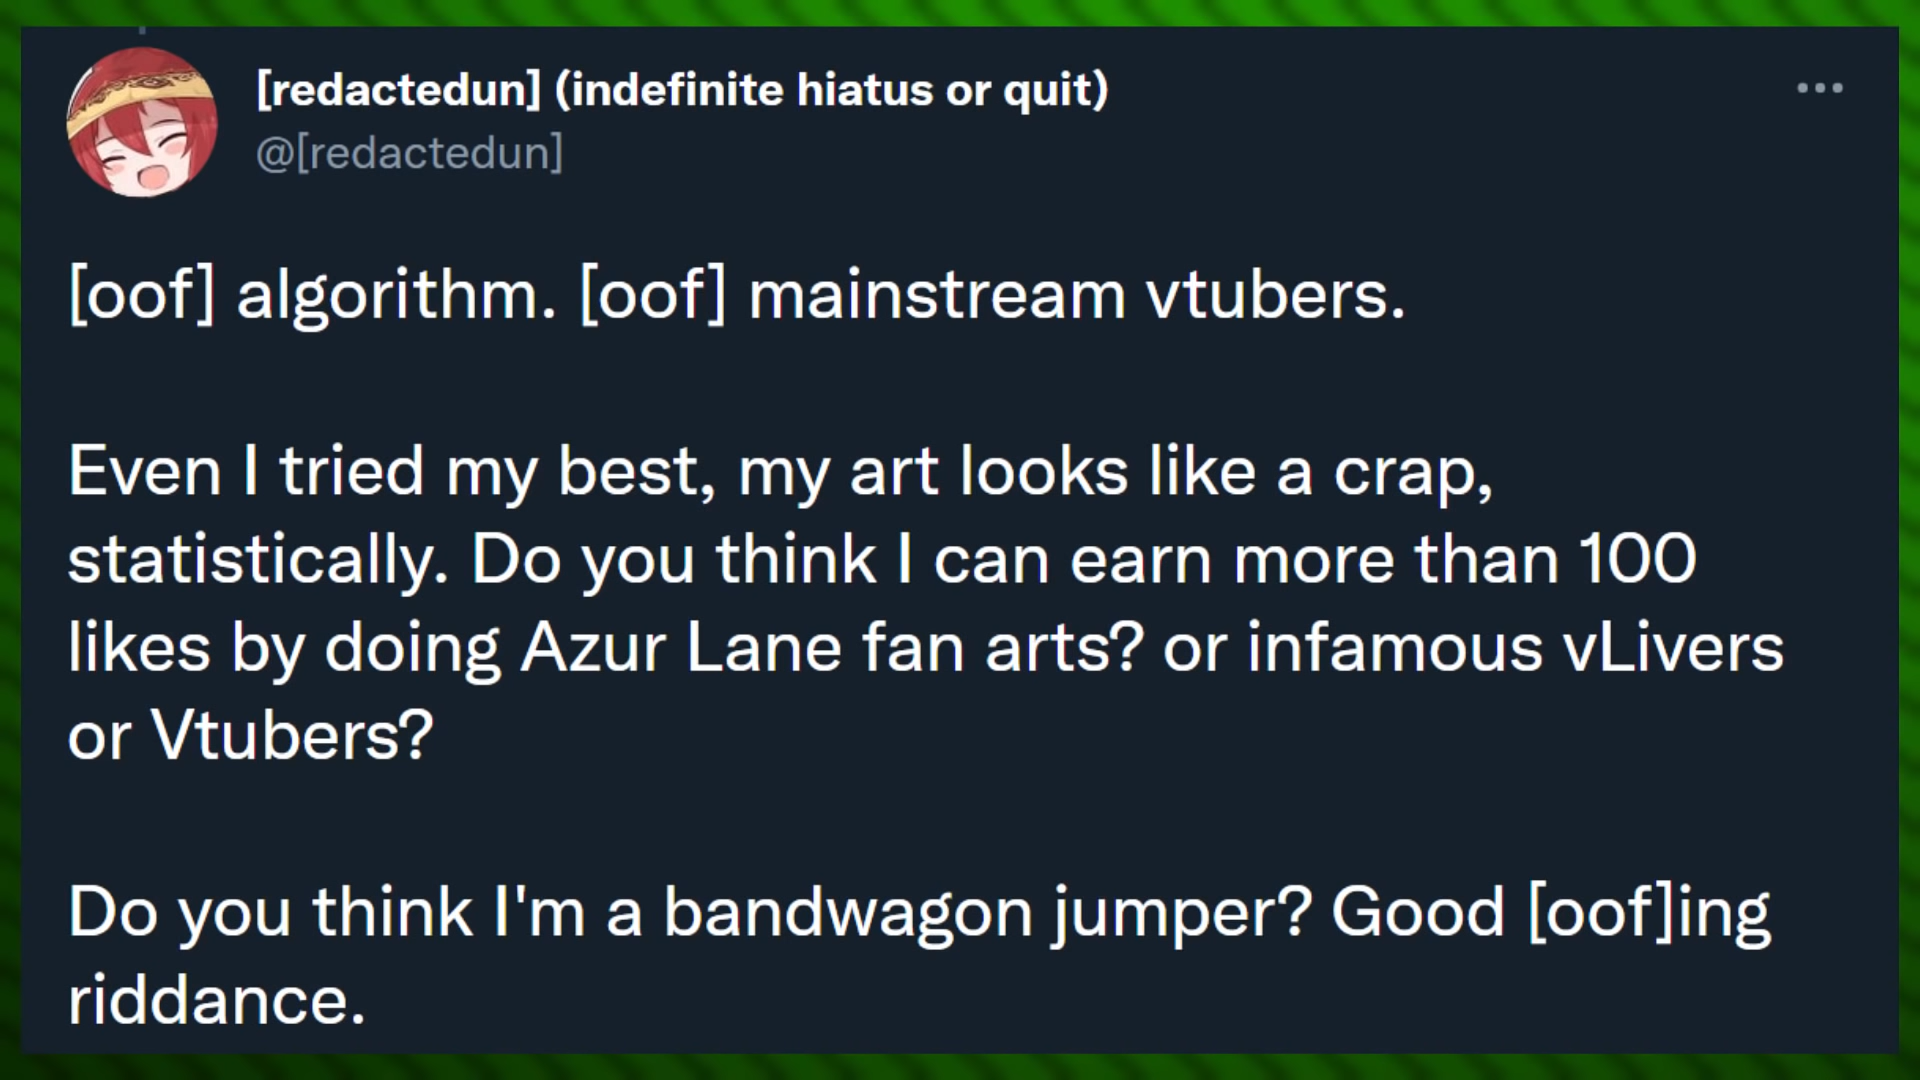 [redactedun] (indefinite hiatus or quit)
@[redactedun]
[oof] algorithm. [oof] mainstream vtubers.
Even I tried my best, my art looks like a crap,
statistically. Do you think I can earn more than 100
likes by doing Azur Lane fan arts? or infamous vLivers
or Vtubers?
Do you think I'm a bandwagon jumper? Good [oof]ing
riddance.